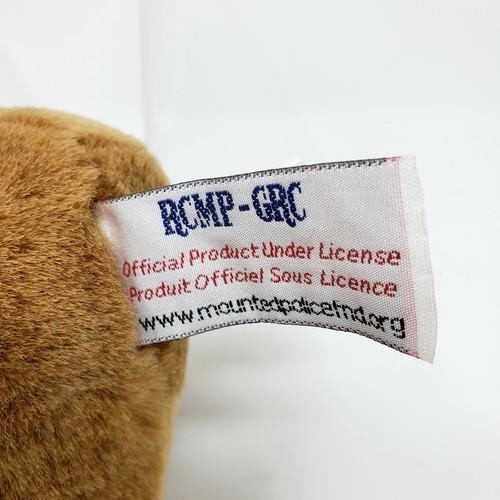 RCMP-GRC
Official Product Under License
Produit Officiel Sous Licence
www.mountedpolicefnd.org